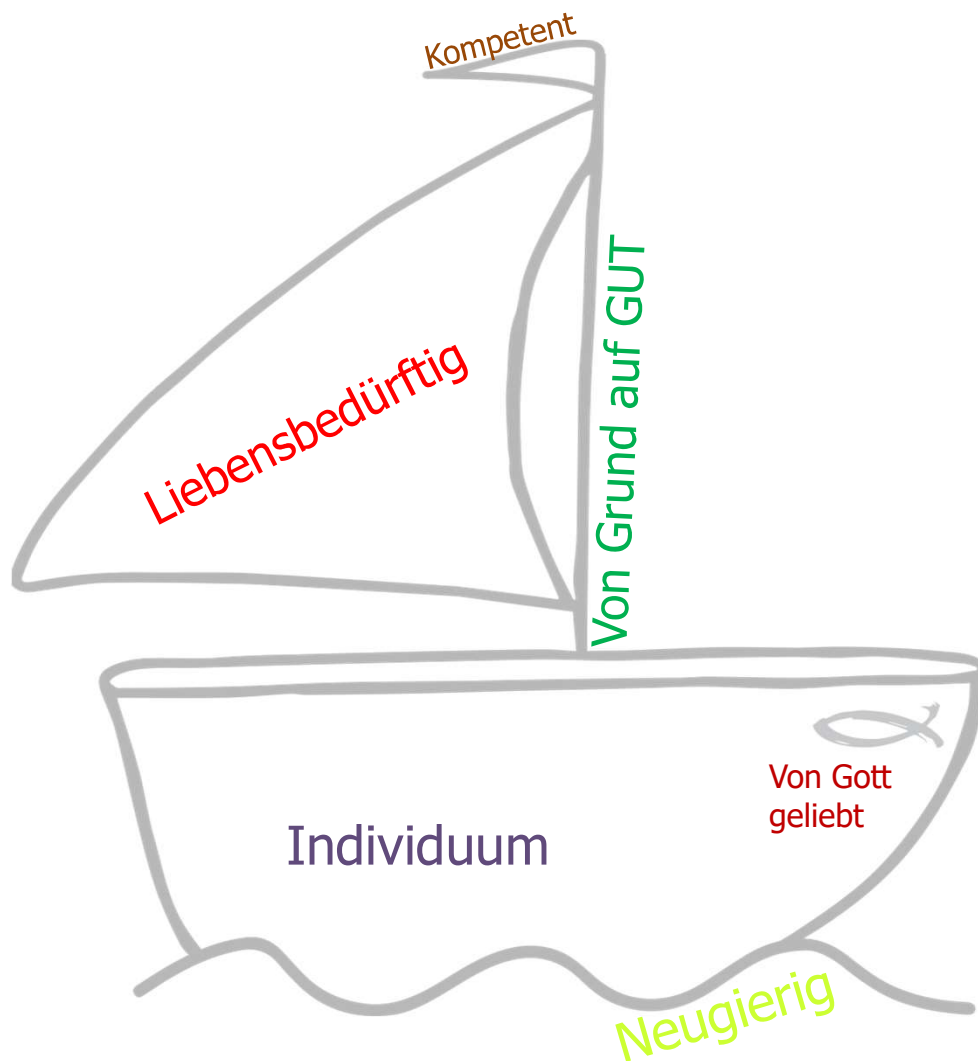 Kompetent
Von Grund auf GUT
Liebensbedürftig
Von Gott
geliebt
Individuum
Neugierig